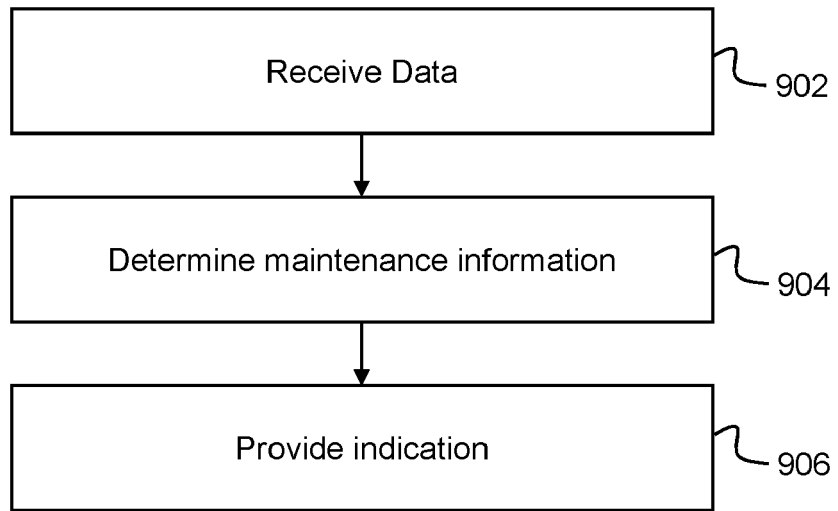 Receive Data
902
Determine maintenance information
904
Provide indication
906